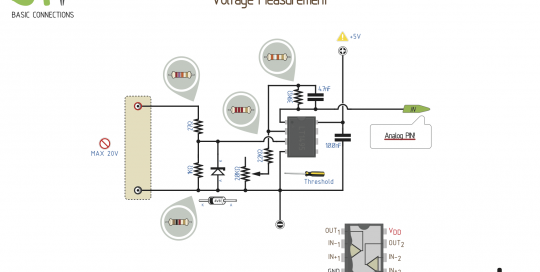 Voltage Measurement
BASIC CONNECTIONS
+5V
47nF
IN
Analog PIN!
MAX 20V
100nF
Threshold
OUT1
VDD
IN-1
OUT2
IN+1
IN-2
GND
IN+2